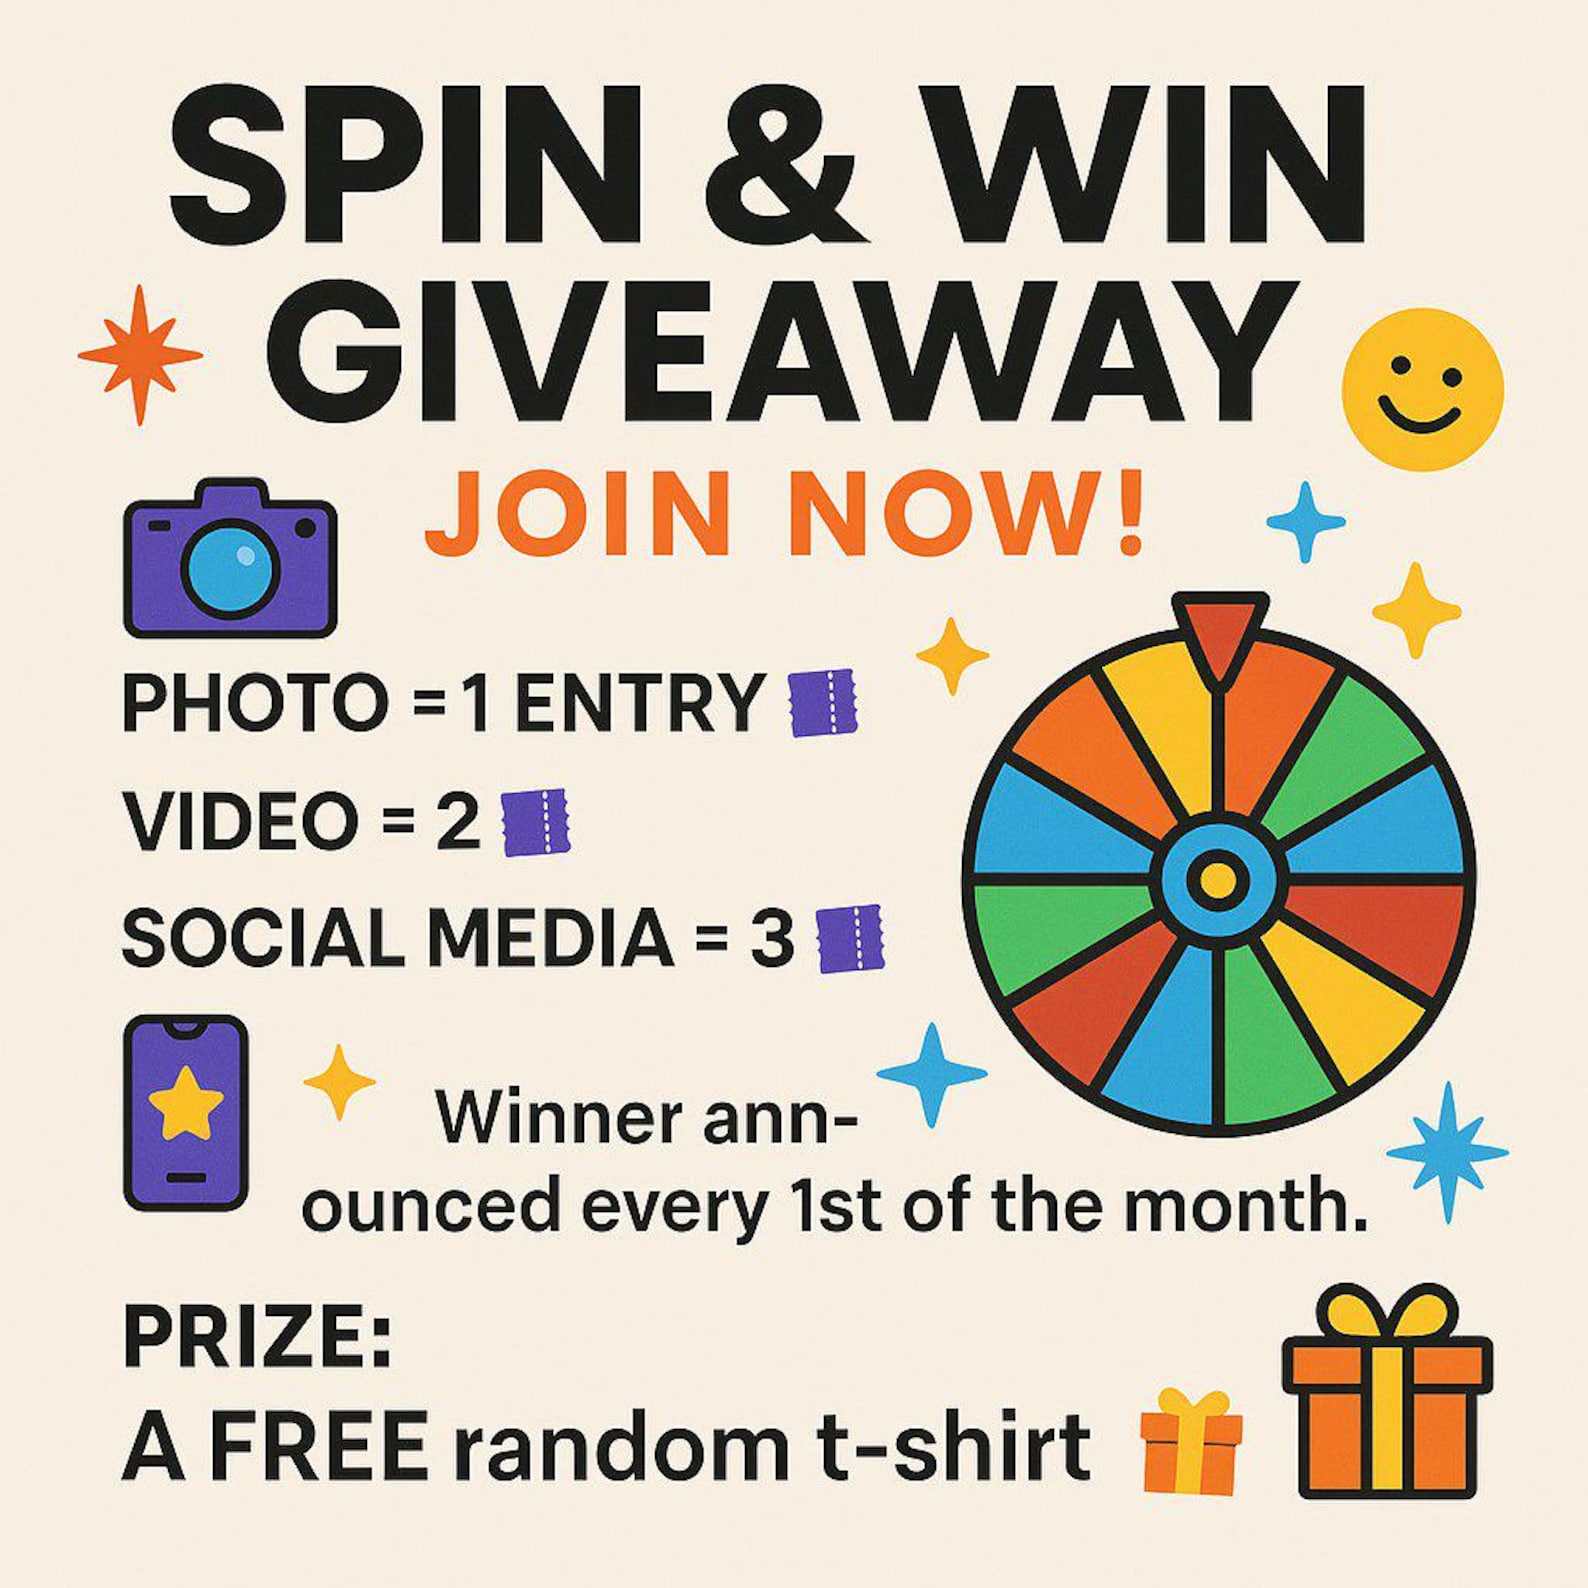 SPIN & WIN
GIVEAWAY
JOIN NOW!
PHOTO = 1 ENTRY
VIDEO = 2
SOCIAL MEDIA = 3
Winner ann-
ounced every 1st of the month.
PRIZE:
A FREE random t-shirt